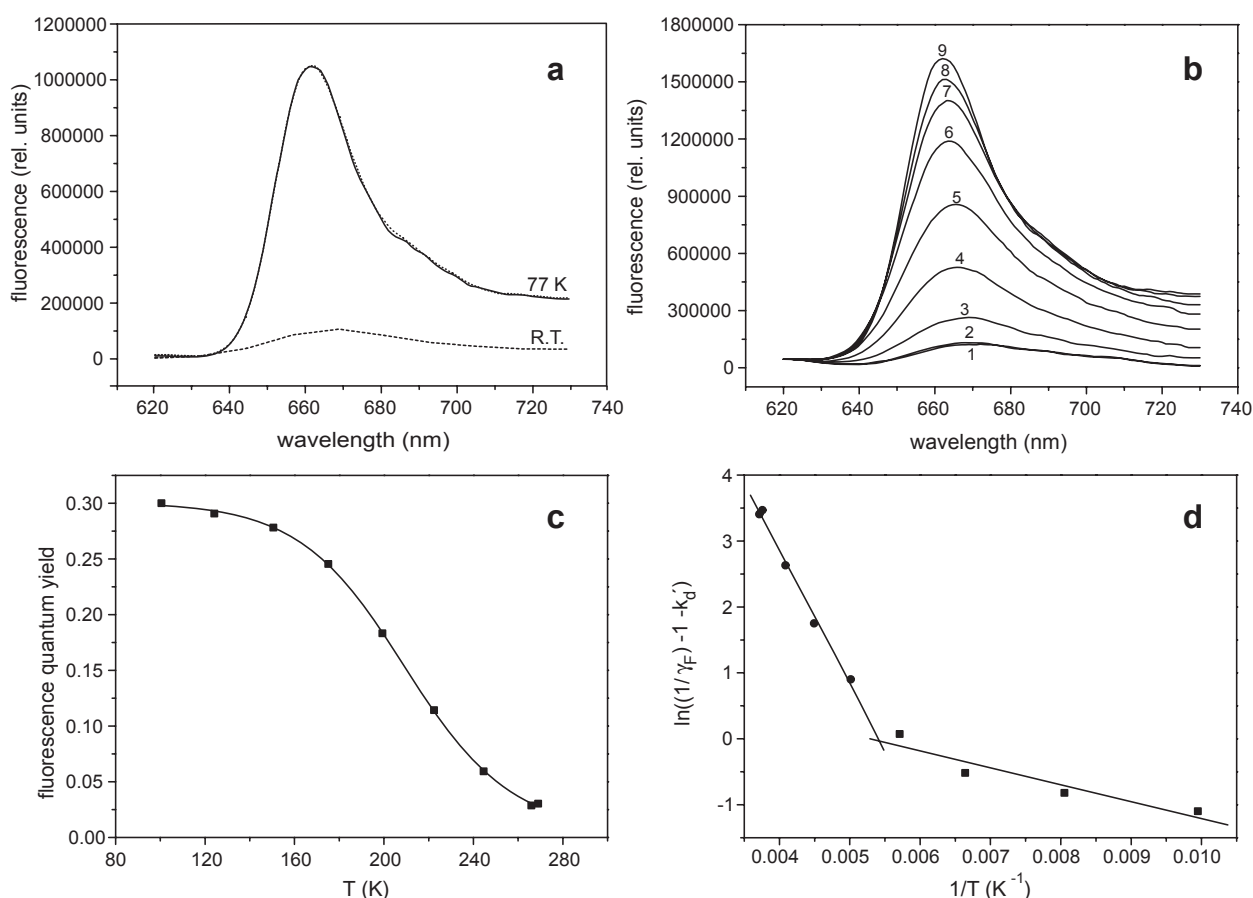 1200000
1000000
800000
600000
400000
200000
0
fluorescence (rel. units)
a
77 K
R.T.
620 640 660 680 700 720 740
wavelength (nm)
1800000
1500000
1200000
900000
600000
300000
0
fluorescence (rel. units)
b
9
8
7
6
5
4
3
2
1
620 640 660 680 700 720 740
wavelength (nm)
0.30
0.25
0.20
0.15
0.10
0.05
0.00
fluorescence quantum yield
c
80 120 160 200 240 280
T (K)
4
3
2
1
0
-1
ln((1/γF) -1 -kd´)
d
0.004 0.005 0.006 0.007 0.008 0.009 0.010
1/T (K-1)